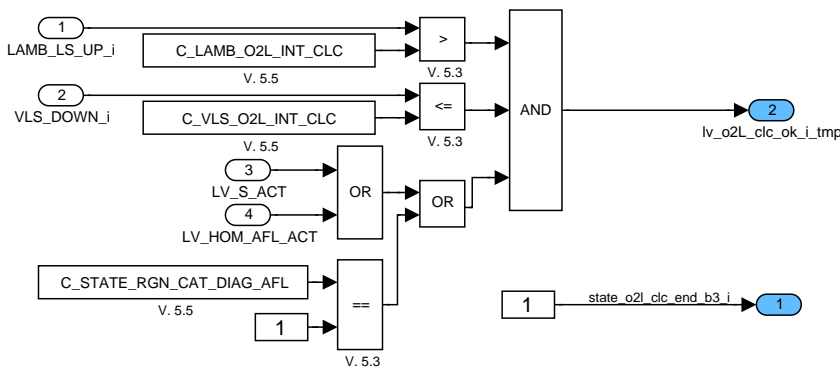 1
LAMB_LS_UP_i
C_LAMB_O2L_INT_CLC
V. 5.5
>
V. 5.3
2
VLS_DOWN_i
C_VLS_O2L_INT_CLC
V. 5.5
<=
V. 5.3
AND
2
lv_o2L_clc_ok_i_tmp
3
LV_S_ACT
4
LV_HOM_AFL_ACT
OR
OR
C_STATE_RGN_CAT_DIAG_AFL
V. 5.5
1
==
V. 5.3
1
state_o2l_clc_end_b3_i
1